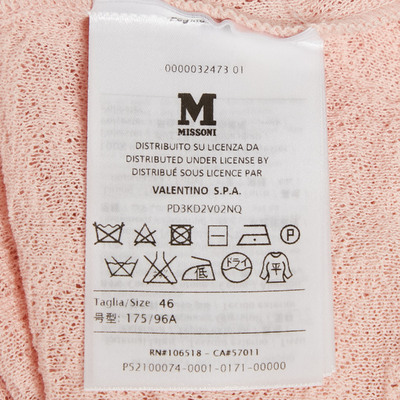 0000032473 01
M
MISSONI
DISTRIBUITO SU LICENZA DA
DISTRIBUTED UNDER LICENSE BY
DISTRIBUÉ SOUS LICENCE PAR
VALENTINO S.P.A.
PD3KD2V02NQ
P
低 ドライ 平
Taglia/Size 46
号型: 175/96A
RN#106518 - CA#57011
P52100074-0001-0171-00000